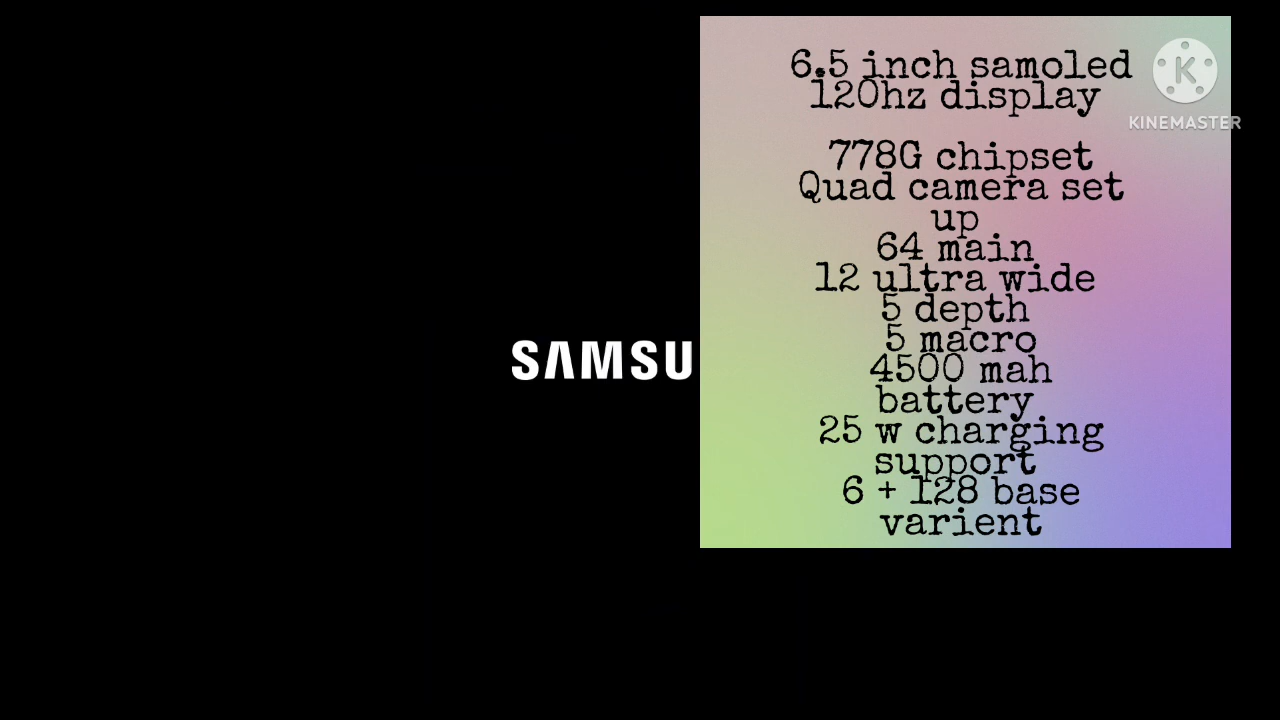 6.5 inch samoled
120hz display
778G chipset
Quad camera set
up
64 main
12 ultra wide
5 depth
5 macro
4500 mah
battery
25 w charging
support
6 + 128 base
varient
KINEMASTER
SAMSU